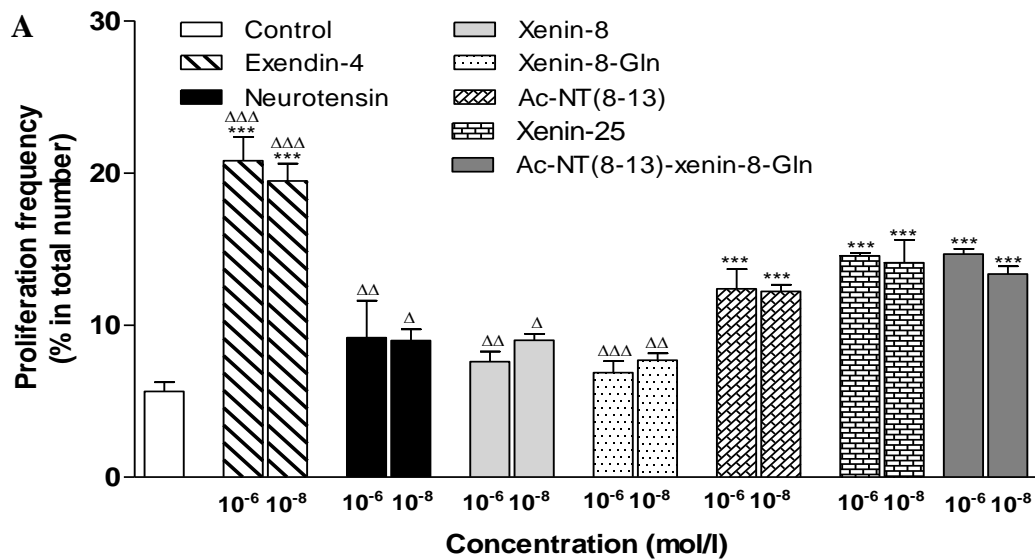 A
Proliferation frequency
(% in total number)
30
20
10
0
Control
Exendin-4
Neurotensin
Xenin-8
Xenin-8-Gln
Ac-NT(8-13)
Xenin-25
Ac-NT(8-13)-xenin-8-Gln
ΔΔΔ
***
ΔΔΔ
***
ΔΔ
Δ
ΔΔ
Δ
ΔΔΔ
ΔΔ
***
***
***
***
***
***
10⁻⁶ 10⁻⁸ 10⁻⁶ 10⁻⁸ 10⁻⁶ 10⁻⁸ 10⁻⁶ 10⁻⁸ 10⁻⁶ 10⁻⁸ 10⁻⁶ 10⁻⁸ 10⁻⁶ 10⁻⁸
Concentration (mol/l)